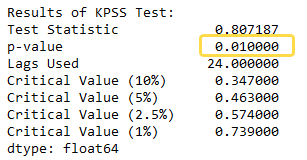 Results of KPSS Test:
Test Statistic 0.807187
p-value 0.010000
Lags Used 24.000000
Critical Value (10%) 0.347000
Critical Value (5%) 0.463000
Critical Value (2.5%) 0.574000
Critical Value (1%) 0.739000
dtype: float64